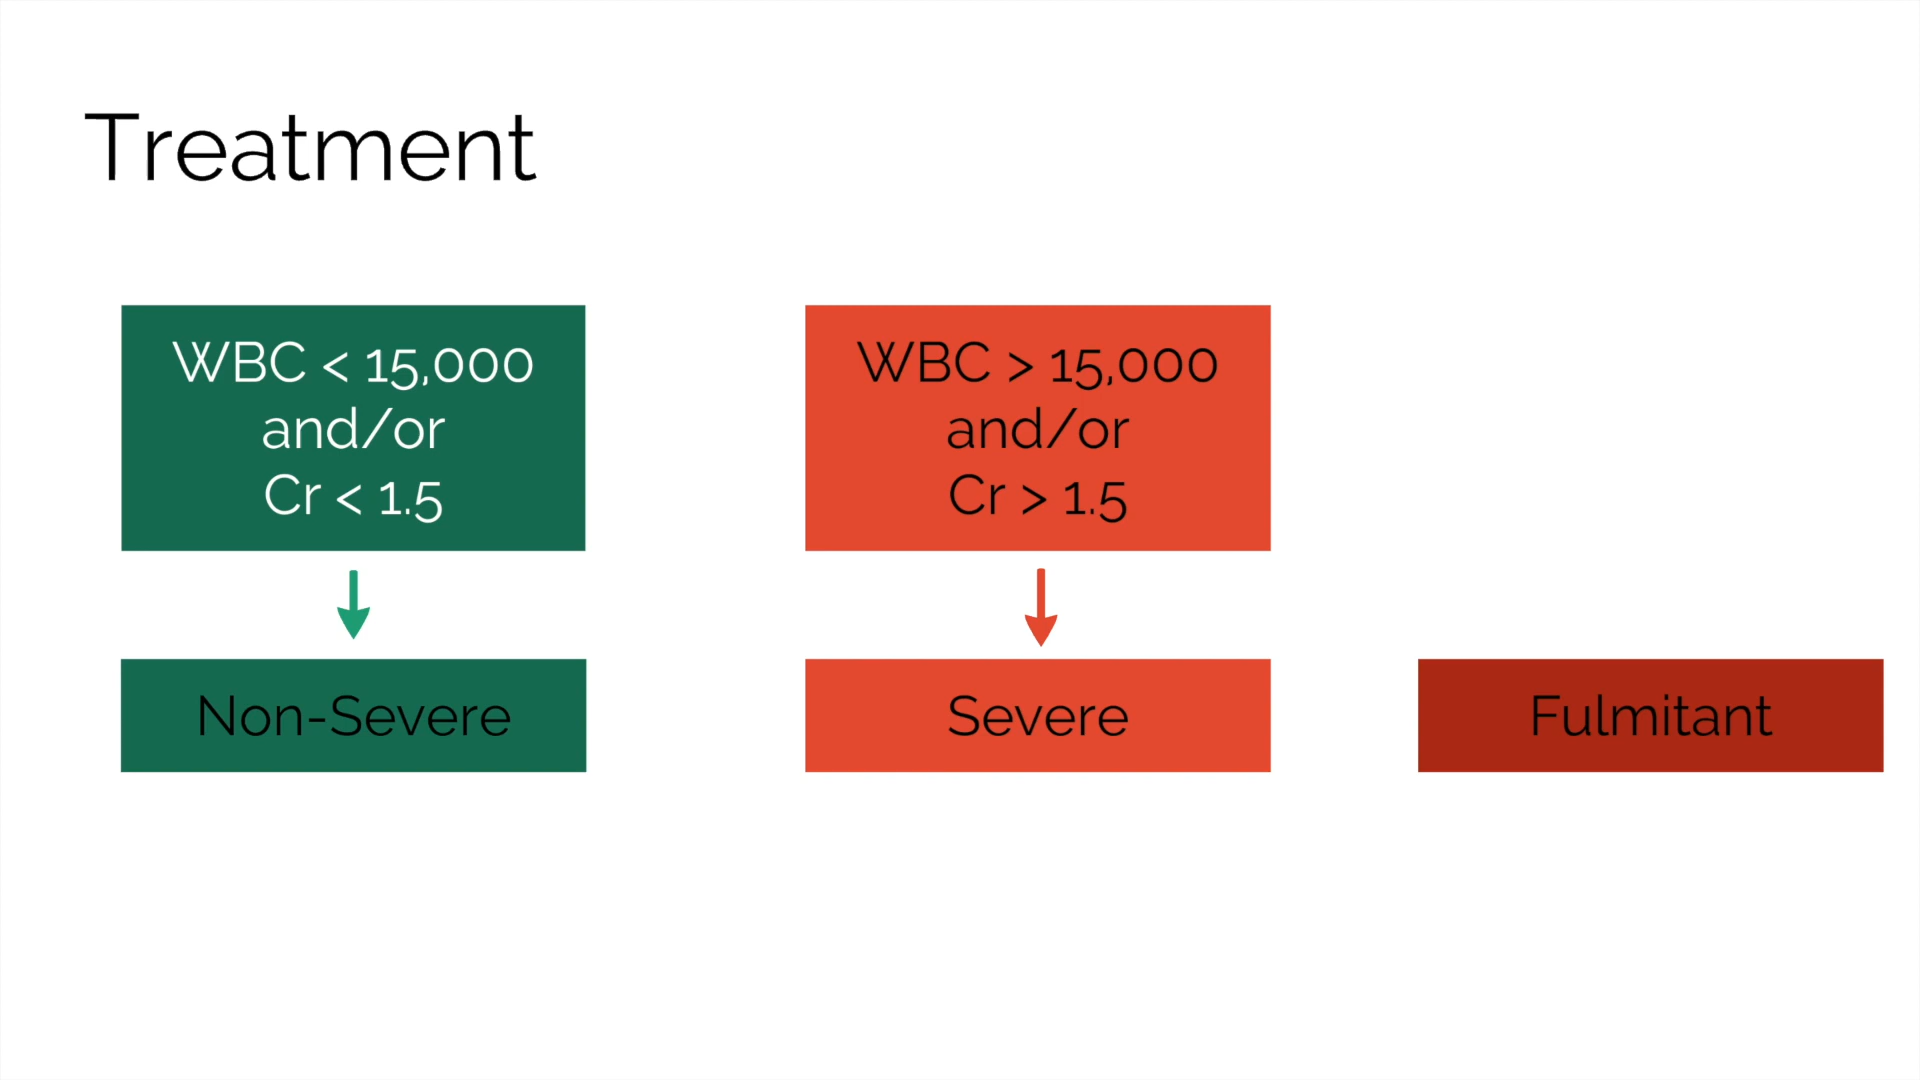 Treatment
WBC < 15,000
and/or
Cr < 1.5
WBC > 15,000
and/or
Cr > 1.5
Non-Severe
Severe
Fulmitant